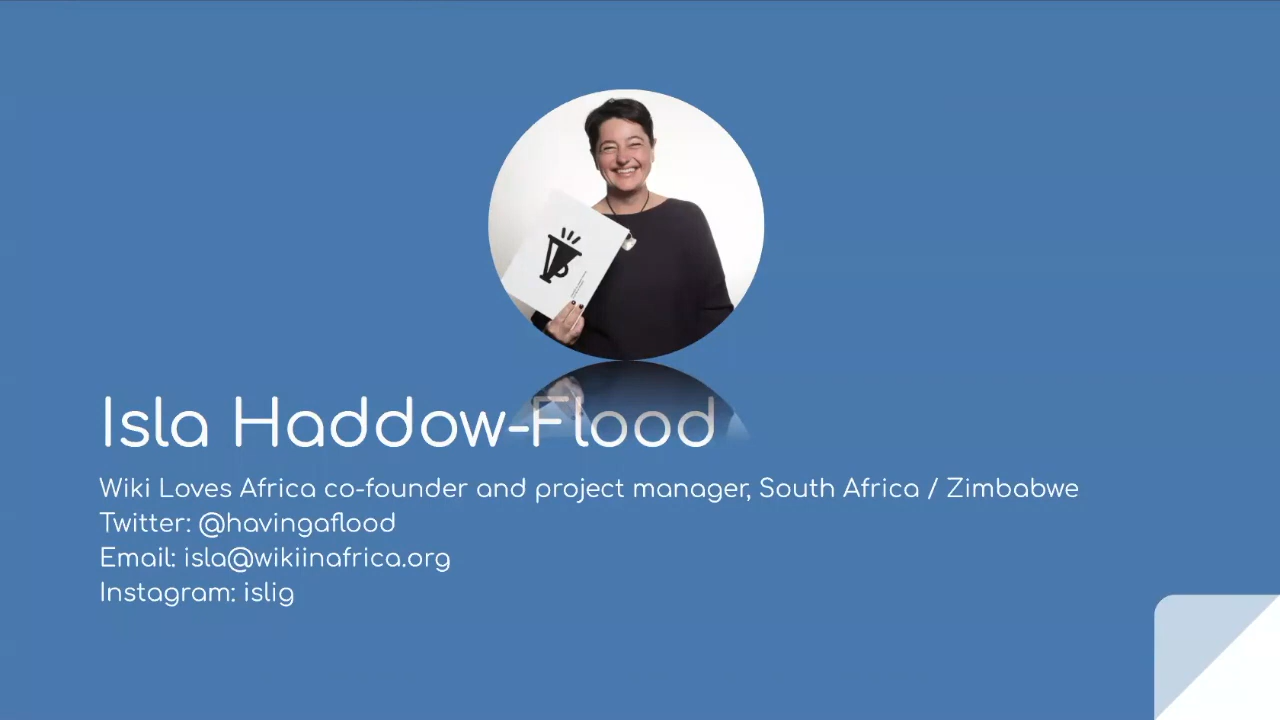 Isla Haddow-Flood
Wiki Loves Africa co-founder and project manager, South Africa / Zimbabwe
Twitter: @havingaflood
Email: isla@wikiinafrica.org
Instagram: islig